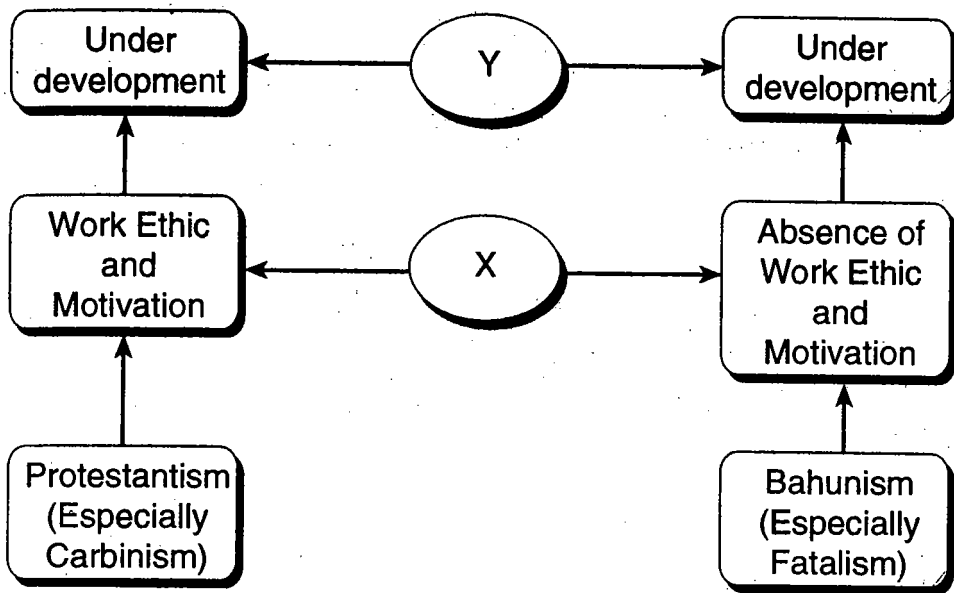 Under
development
Y
Under
development
Work Ethic
and
Motivation
X
Absence of
Work Ethic
and
Motivation
Protestantism
(Especially
Carbinism)
Bahunism
(Especially
Fatalism)